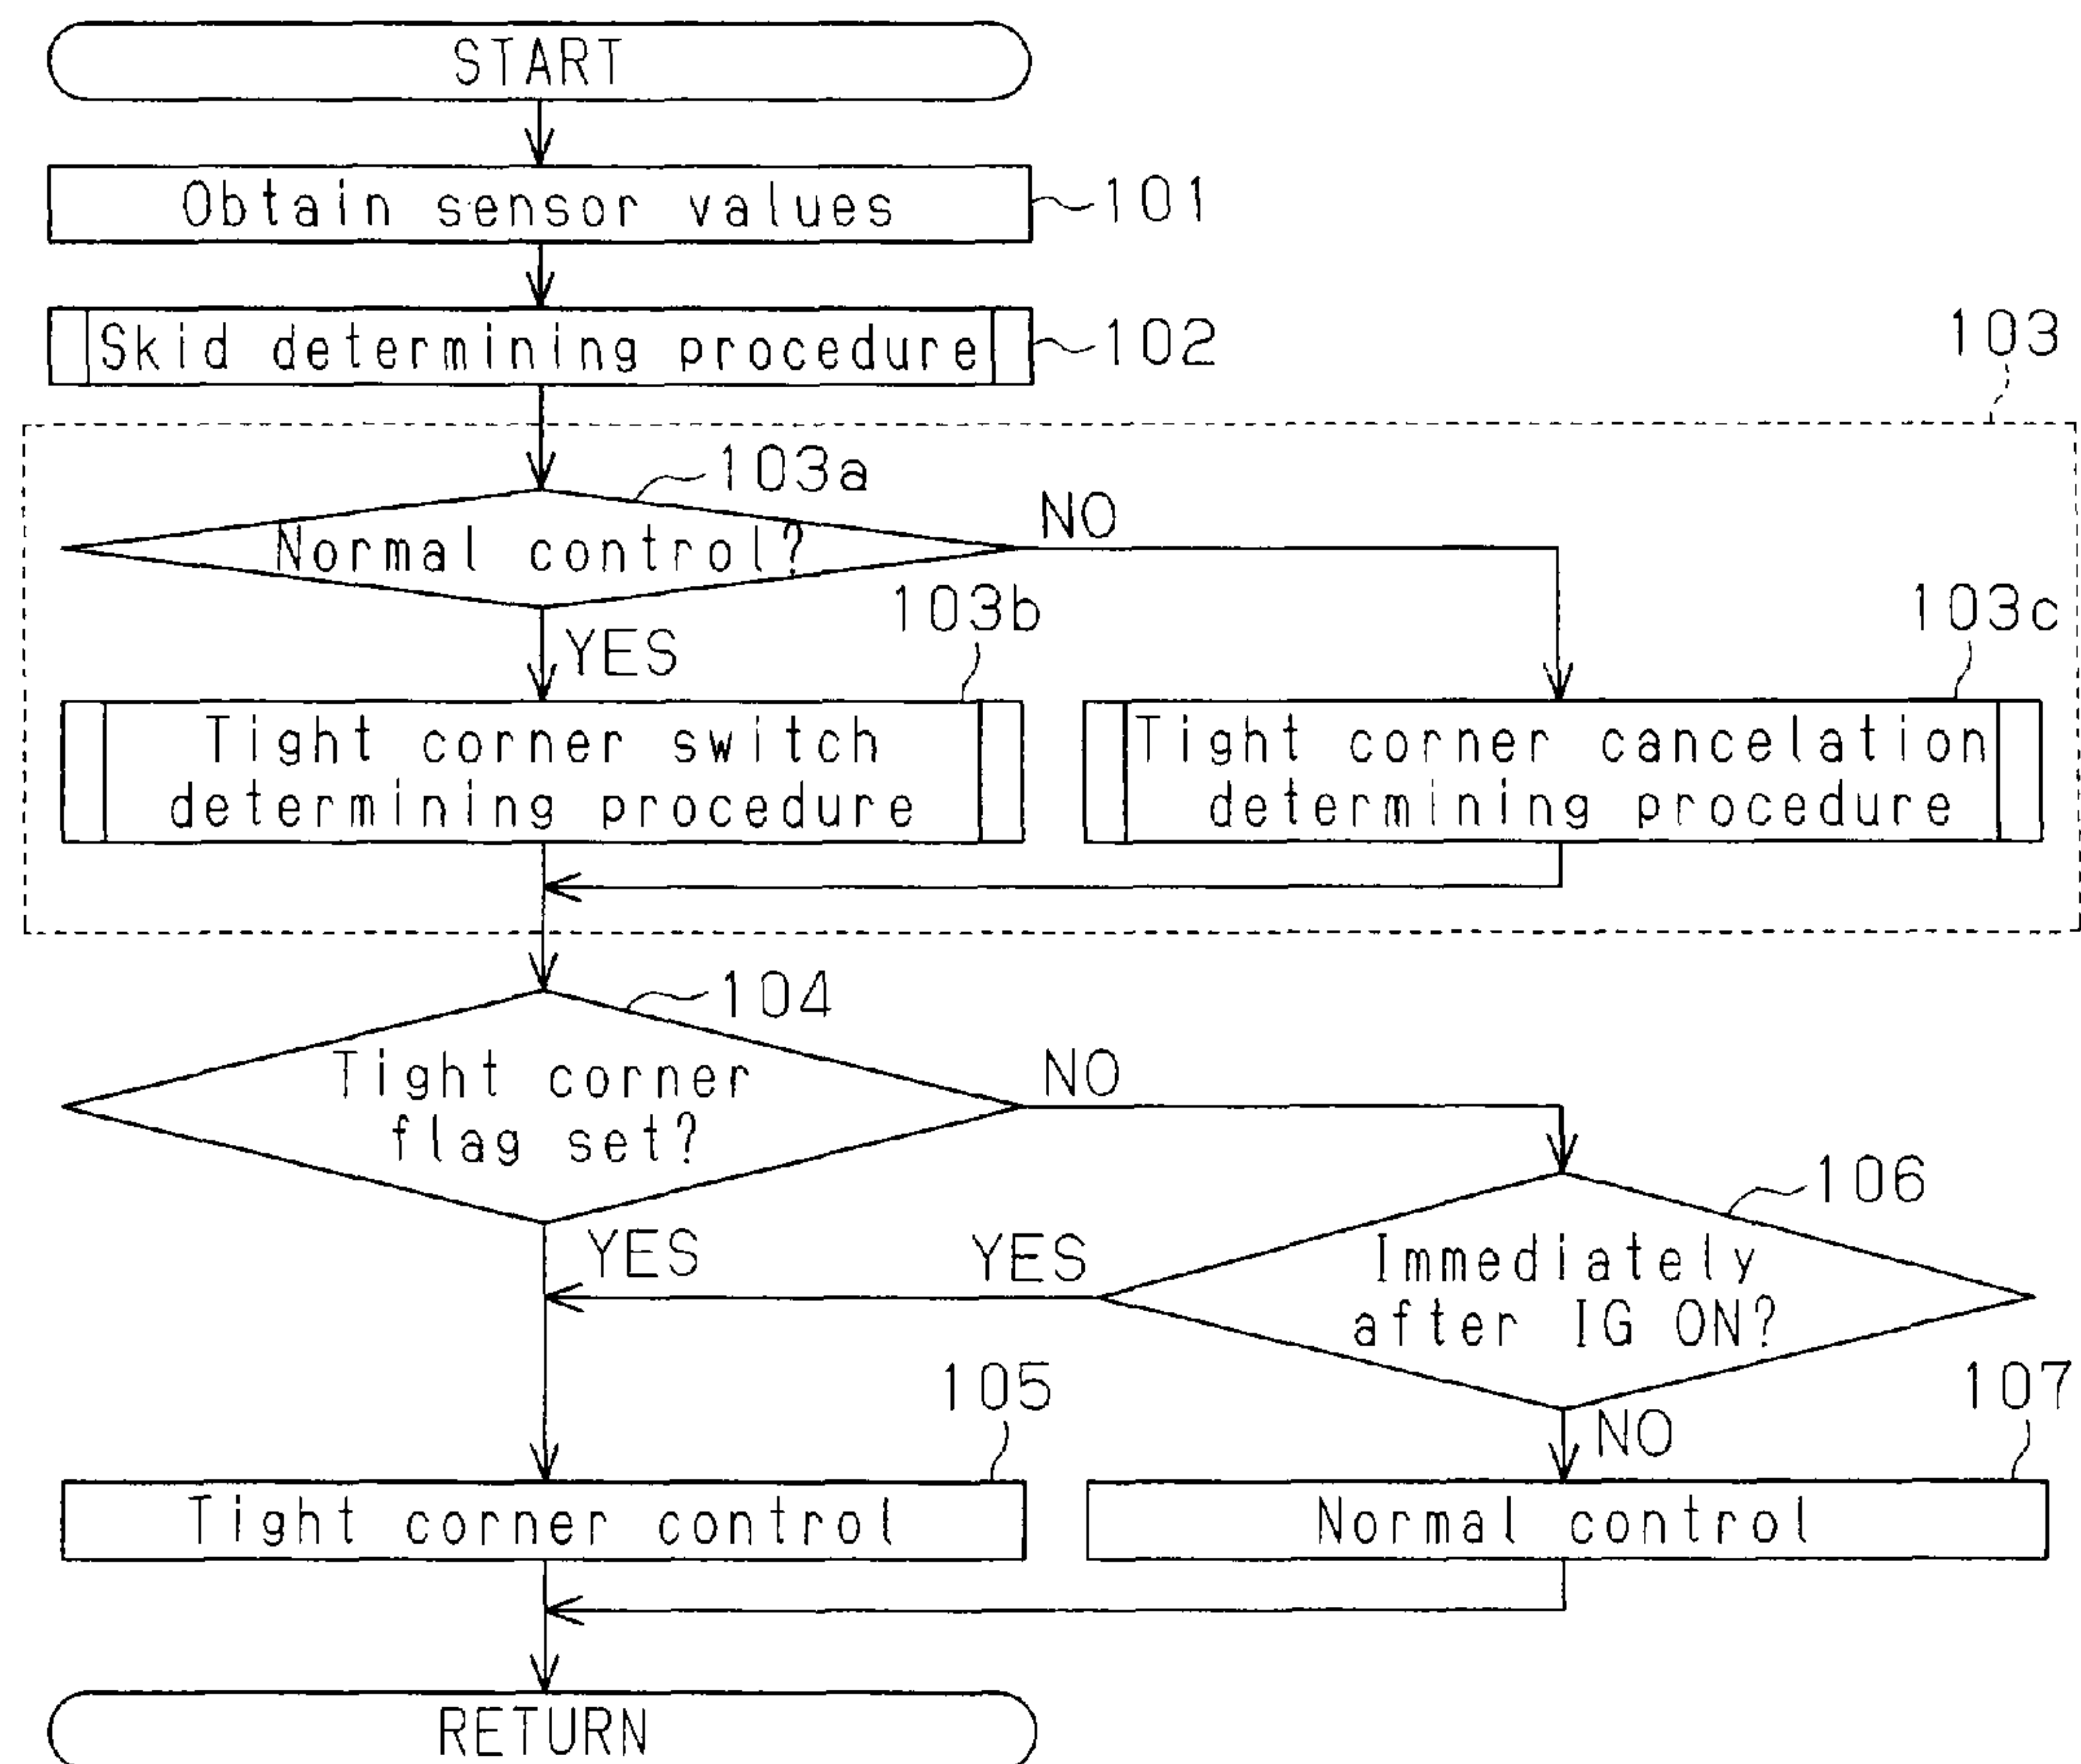 START
Obtain sensor values
101
Skid determining procedure
102
103
103a
Normal control?
NO
YES
103b
103c
Tight corner switch
determining procedure
Tight corner cancelation
determining procedure
104
Tight corner
flag set?
NO
106
YES
YES
Immediately
after IG ON?
105
NO
107
Tight corner control
Normal control
RETURN